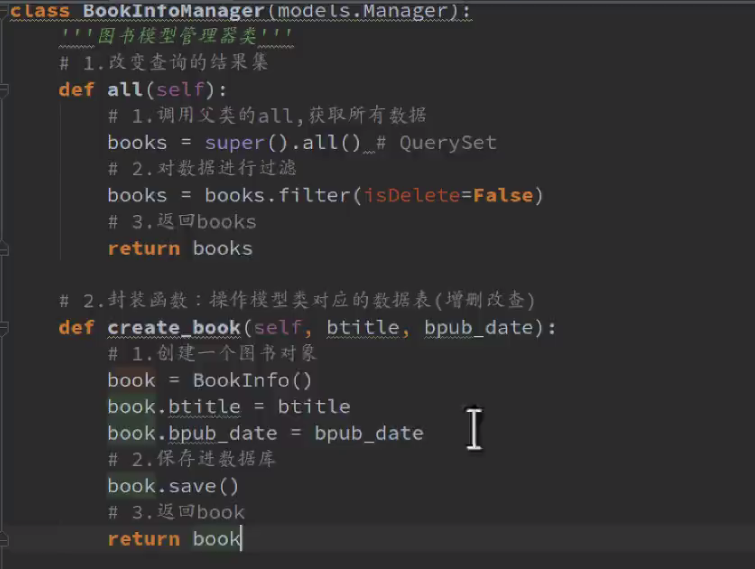 class BookInfoManager(models.Manager):
'''图书模型管理器类'''
# 1.改变查询的结果集
def all(self):
# 1.调用父类的all,获取所有数据
books = super().all() # QuerySet
# 2.对数据进行过滤
books = books.filter(isDelete=False)
# 3.返回books
return books
# 2.封装函数：操作模型类对应的数据表(增删改查)
def create_book(self, btitle, bpub_date):
# 1.创建一个图书对象
book = BookInfo()
book.btitle = btitle
book.bpub_date = bpub_date
# 2.保存进数据库
book.save()
# 3.返回book
return book